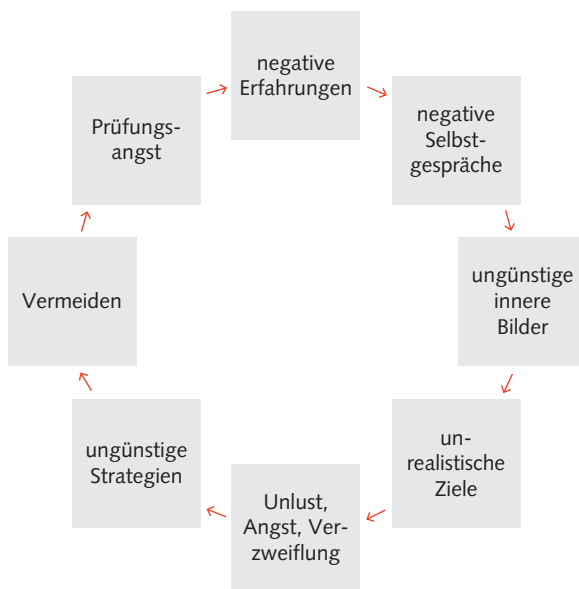 negative
Erfahrungen
negative
Selbst-
gespräche
ungünstige
innere
Bilder
un-
realistische
Ziele
Unlust,
Angst, Ver-
zweiflung
ungünstige
Strategien
Vermeiden
Prüfungs-
angst